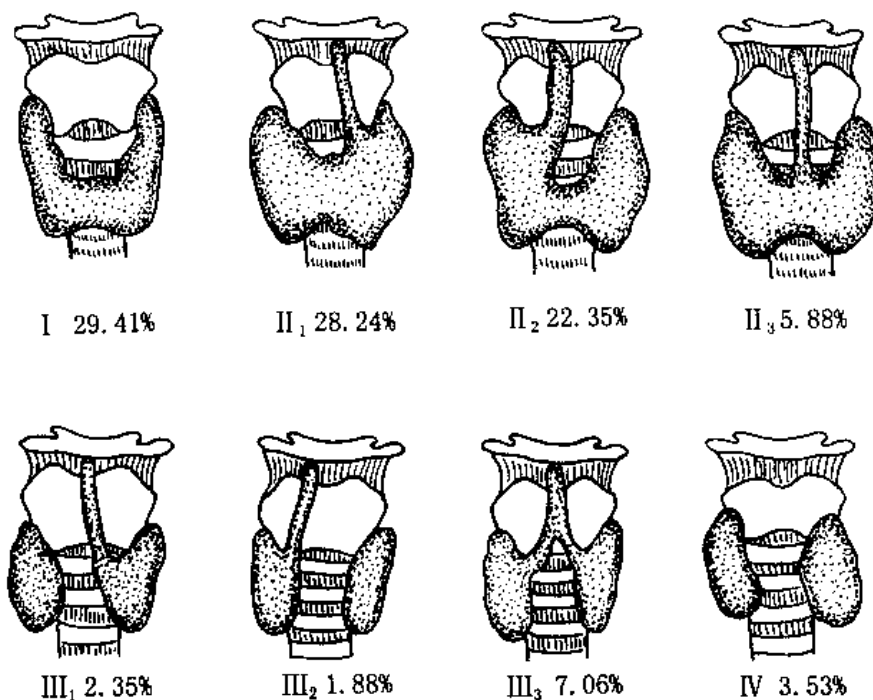 I 29.41%
II₁ 28.24%
II₂ 22.35%
II₃ 5.88%
III₁ 2.35%
III₂ 1.88%
III₃ 7.06%
IV 3.53%